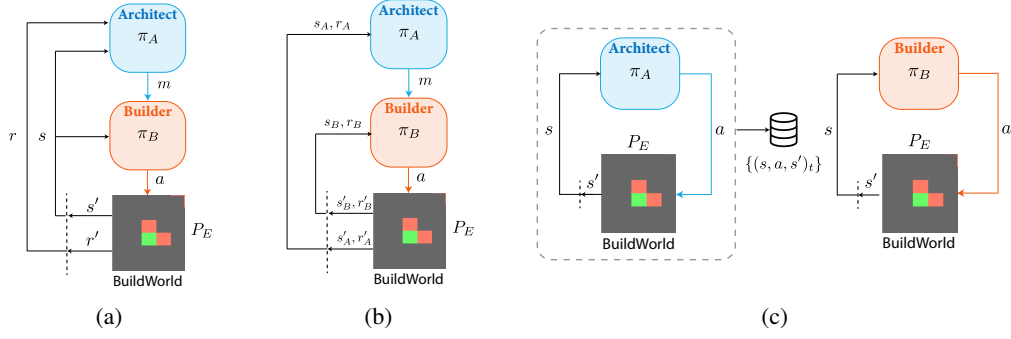 Architect
π_A
m
Builder
π_B
r
s
a
s′
r′
P_E
BuildWorld
(a)
s_A, r_A
Architect
π_A
m
s_B, r_B
Builder
π_B
a
s′_B, r′_B
s′_A, r′_A
P_E
BuildWorld
(b)
Architect
π_A
s
a
P_E
s′
BuildWorld
{(s, a, s′)_t}
Builder
π_B
s
a
P_E
s′
BuildWorld
(c)